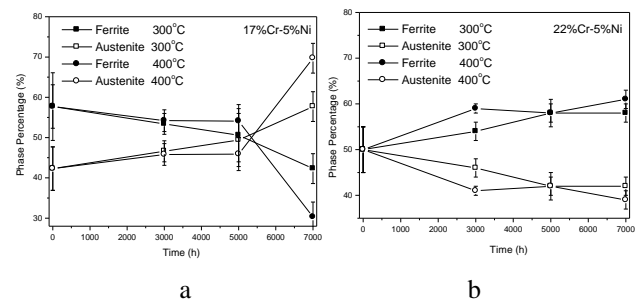 Ferrite 300°C 17%Cr-5%Ni
Austenite 300°C
Ferrite 400°C
Austenite 400°C
80
70
60
50
40
30
Phase Percentage (%)
0 1000 2000 3000 4000 5000 6000 7000
Time (h)
a
Ferrite 300°C 22%Cr-5%Ni
Austenite 300°C
Ferrite 400°C
Austenite 400°C
80
70
60
50
40
Phase Percentage (%)
0 1000 2000 3000 4000 5000 6000 7000
Time (h)
b